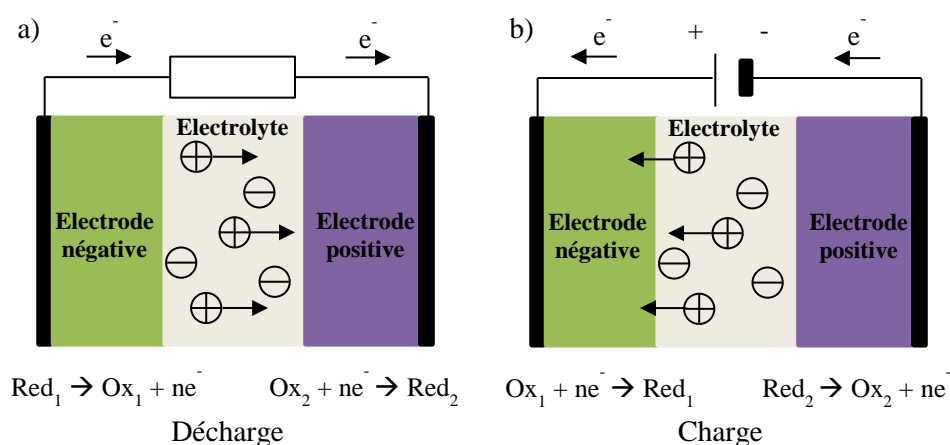 a)
e⁻
e⁻
Electrolyte
Electrode
négative
Electrode
positive
Red₁ → Ox₁ + ne⁻
Ox₂ + ne⁻ → Red₂
Décharge
b)
e⁻
+
-
e⁻
Electrolyte
Electrode
négative
Electrode
positive
Ox₁ + ne⁻ → Red₁
Red₂ → Ox₂ + ne⁻
Charge